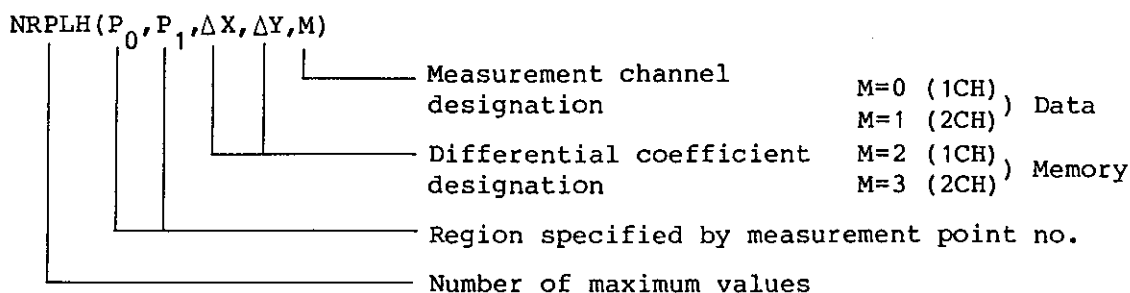 NRPLH(P0,P1,ΔX,ΔY,M)
Measurement channel
designation
M=0 (1CH)
M=1 (2CH)
) Data
Differential coefficient
designation
M=2 (1CH)
M=3 (2CH)
) Memory
Region specified by measurement point no.
Number of maximum values